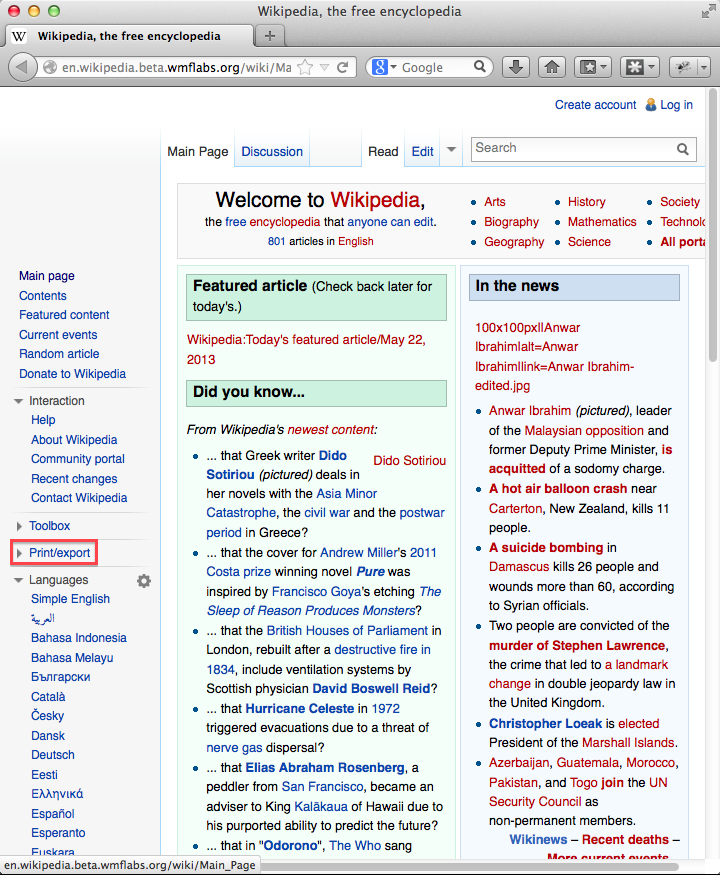 Wikipedia, the free encyclopedia
W Wikipedia, the free encyclopedia
en.wikipedia.beta.wmflabs.org/wiki/Ma
Google
Create account Log in
Main Page Discussion Read Edit Search
Welcome to Wikipedia,
the free encyclopedia that anyone can edit.
801 articles in English
• Arts • History • Society
• Biography • Mathematics • Technolo
• Geography • Science • All porta
Main page
Contents
Featured content
Current events
Random article
Donate to Wikipedia
Interaction
Help
About Wikipedia
Community portal
Recent changes
Contact Wikipedia
Toolbox
Print/export
Languages
Simple English
العربية
Bahasa Indonesia
Bahasa Melayu
Български
Català
Česky
Dansk
Deutsch
Eesti
Ελληνικά
Español
Esperanto
Euskara
Featured article (Check back later for
today's.)
Wikipedia:Today's featured article/May 22,
2013
Did you know...
From Wikipedia's newest content:
Dido Sotiriou
• ... that Greek writer Dido
Sotiriou (pictured) deals in
her novels with the Asia Minor
Catastrophe, the civil war and the postwar
period in Greece?
• ... that the cover for Andrew Miller's 2011
Costa prize winning novel Pure was
inspired by Francisco Goya's etching The
Sleep of Reason Produces Monsters?
• ... that the British Houses of Parliament in
London, rebuilt after a destructive fire in
1834, include ventilation systems by
Scottish physician David Boswell Reid?
• ... that Hurricane Celeste in 1972
triggered evacuations due to a threat of
nerve gas dispersal?
• ... that Elias Abraham Rosenberg, a
peddler from San Francisco, became an
adviser to King Kalākaua of Hawaii due to
his purported ability to predict the future?
• ... that in "Odorono", The Who sang
In the news
100x100px||Anwar
Ibrahim|alt=Anwar
Ibrahim|link=Anwar Ibrahim-
edited.jpg
• Anwar Ibrahim (pictured), leader
of the Malaysian opposition and
former Deputy Prime Minister, is
acquitted of a sodomy charge.
• A hot air balloon crash near
Carterton, New Zealand, kills 11
people.
• A suicide bombing in
Damascus kills 26 people and
wounds more than 60, according
to Syrian officials.
• Two people are convicted of the
murder of Stephen Lawrence,
the crime that led to a landmark
change in double jeopardy law in
the United Kingdom.
• Christopher Loeak is elected
President of the Marshall Islands.
• Azerbaijan, Guatemala, Morocco,
Pakistan, and Togo join the UN
Security Council as
non-permanent members.
Wikinews – Recent deaths –
More current events
en.wikipedia.beta.wmflabs.org/wiki/Main_Page